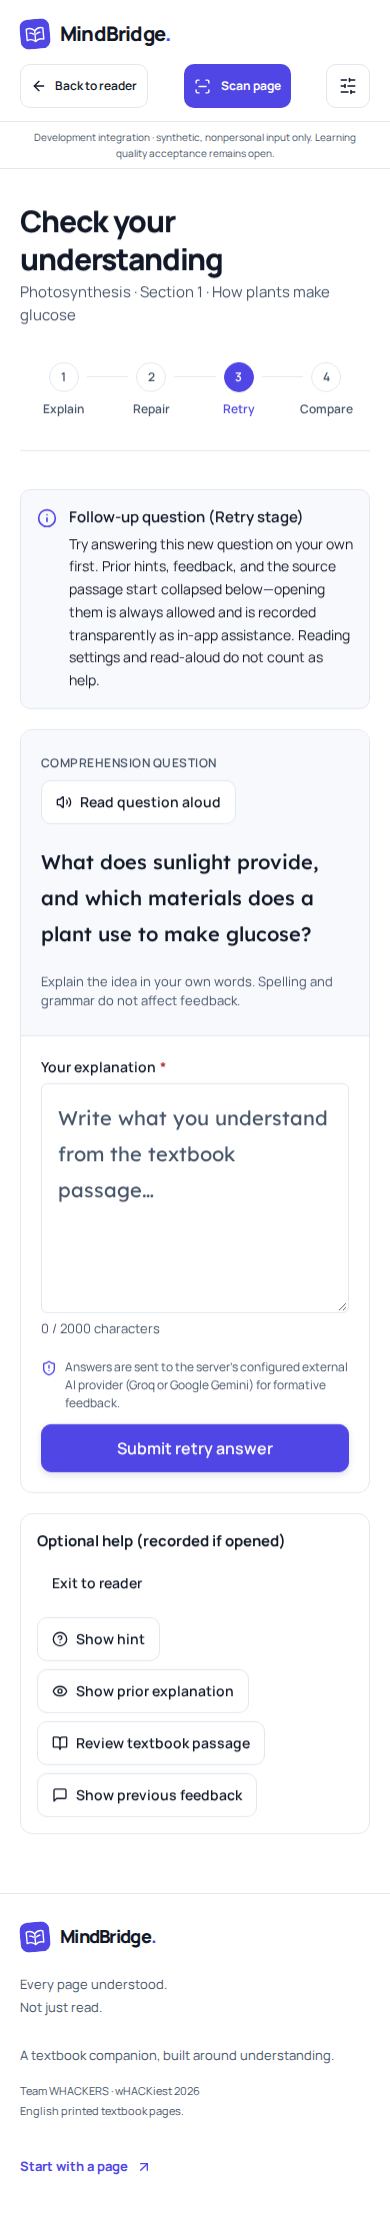 MindBridge.
Back to reader
Scan page
Development integration · synthetic, nonpersonal input only. Learning
quality acceptance remains open.
Check your
understanding
Photosynthesis · Section 1 · How plants make
glucose
1
2
3
4
Explain
Repair
Retry
Compare
Follow-up question (Retry stage)
Try answering this new question on your own
first. Prior hints, feedback, and the source
passage start collapsed below—opening
them is always allowed and is recorded
transparently as in-app assistance. Reading
settings and read-aloud do not count as
help.
COMPREHENSION QUESTION
Read question aloud
What does sunlight provide,
and which materials does a
plant use to make glucose?
Explain the idea in your own words. Spelling and
grammar do not affect feedback.
Your explanation *
Write what you understand
from the textbook
passage…
0 / 2000 characters
Answers are sent to the server's configured external
AI provider (Groq or Google Gemini) for formative
feedback.
Submit retry answer
Optional help (recorded if opened)
Exit to reader
Show hint
Show prior explanation
Review textbook passage
Show previous feedback
MindBridge.
Every page understood.
Not just read.
A textbook companion, built around understanding.
Team WHACKERS · wHACKiest 2026
English printed textbook pages.
Start with a page